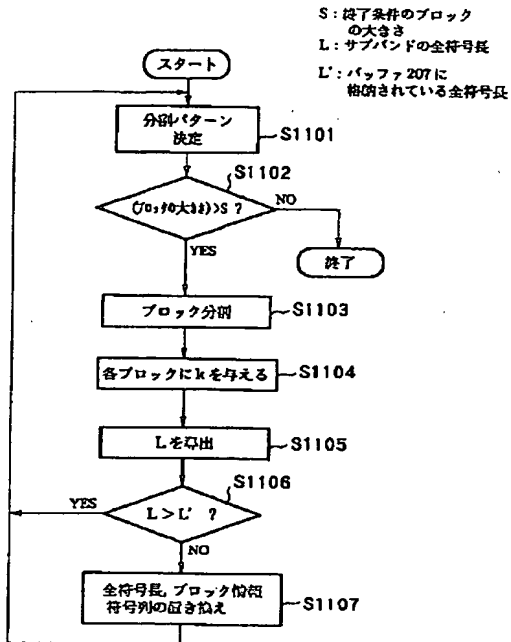 S：終了条件のブロック
の大きさ
L：サブバンドの全符号長
L'：バッファ207に
格納されている全符号長
スタート
分割パターン
決定
S1101
S1102
(ブロックの大きさ)>S ?
NO
YES
終了
ブロック分割
S1103
各ブロックにkを与える
S1104
Lを算出
S1105
S1106
YES
L>L' ?
NO
全符号長,ブロック情報
符号列の置き換え
S1107